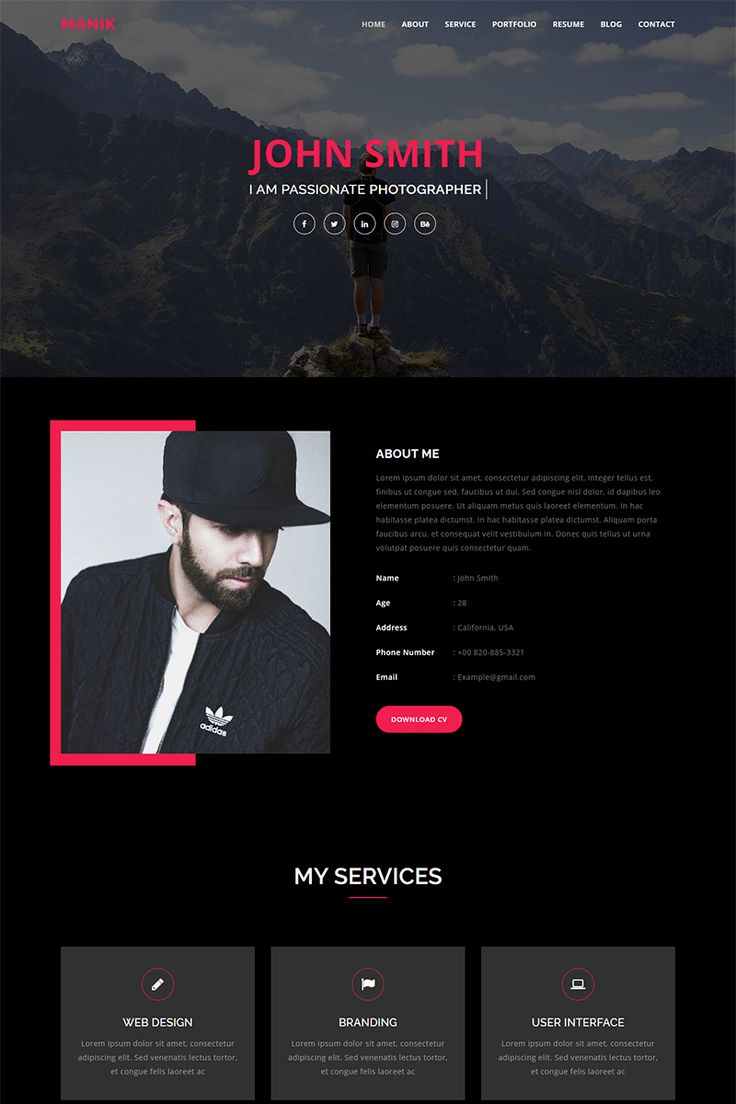 MANIK
HOME ABOUT SERVICE PORTFOLIO RESUME BLOG CONTACT
JOHN SMITH
I AM PASSIONATE PHOTOGRAPHER
ABOUT ME
Lorem ipsum dolor sit amet, consectetur adipiscing elit. Integer tellus est,
finibus ut congue sed, faucibus ut dui. Sed congue nisl dolor, id dapibus leo
elementum posuere. Ut aliquam metus quis laoreet elementum. In hac
habitasse platea dictumst. In hac habitasse platea dictumst. Aliquam porta
faucibus arcu, et consequat velit vestibulum in. Donec quis tellus ut urna
volutpat posuere quis consectetur quam.
Name : John Smith
Age : 28
Address : California, USA
Phone Number : +00 820-885-3321
Email : Example@gmail.com
DOWNLOAD CV
adidas
MY SERVICES
WEB DESIGN
Lorem ipsum dolor sit amet, consectetur
adipiscing elit. Sed venenatis lectus tortor,
et congue felis laoreet ac
BRANDING
Lorem ipsum dolor sit amet, consectetur
adipiscing elit. Sed venenatis lectus tortor,
et congue felis laoreet ac
USER INTERFACE
Lorem ipsum dolor sit amet, consectetur
adipiscing elit. Sed venenatis lectus tortor,
et congue felis laoreet ac